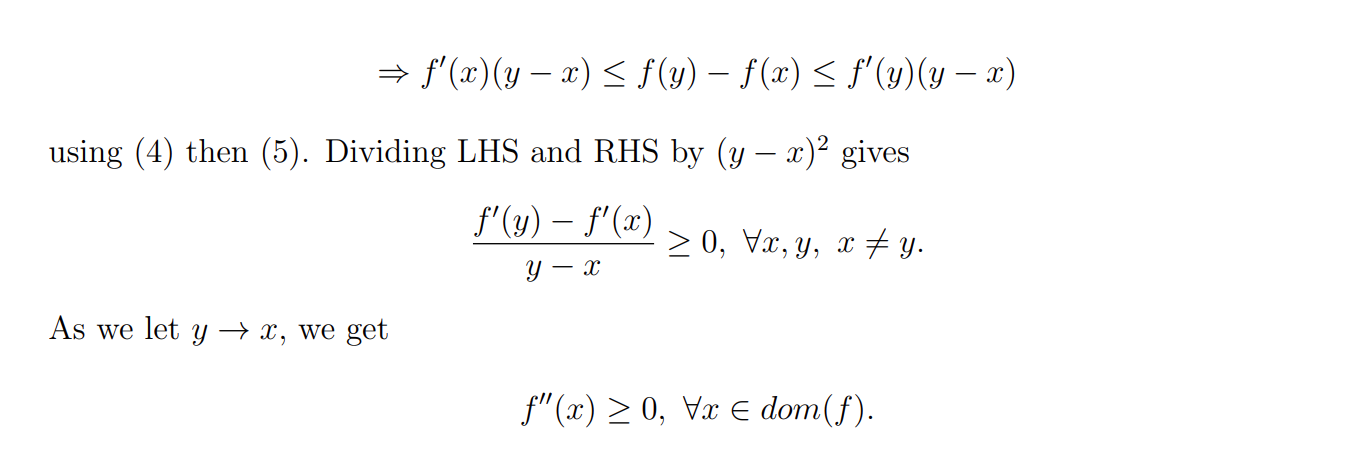 ⇒ f′(x)(y − x) ≤ f(y) − f(x) ≤ f′(y)(y − x)
using (4) then (5). Dividing LHS and RHS by (y − x)² gives
f′(y) − f′(x)
y − x
≥ 0, ∀x, y, x ≠ y.
As we let y → x, we get
f″(x) ≥ 0, ∀x ∈ dom(f).